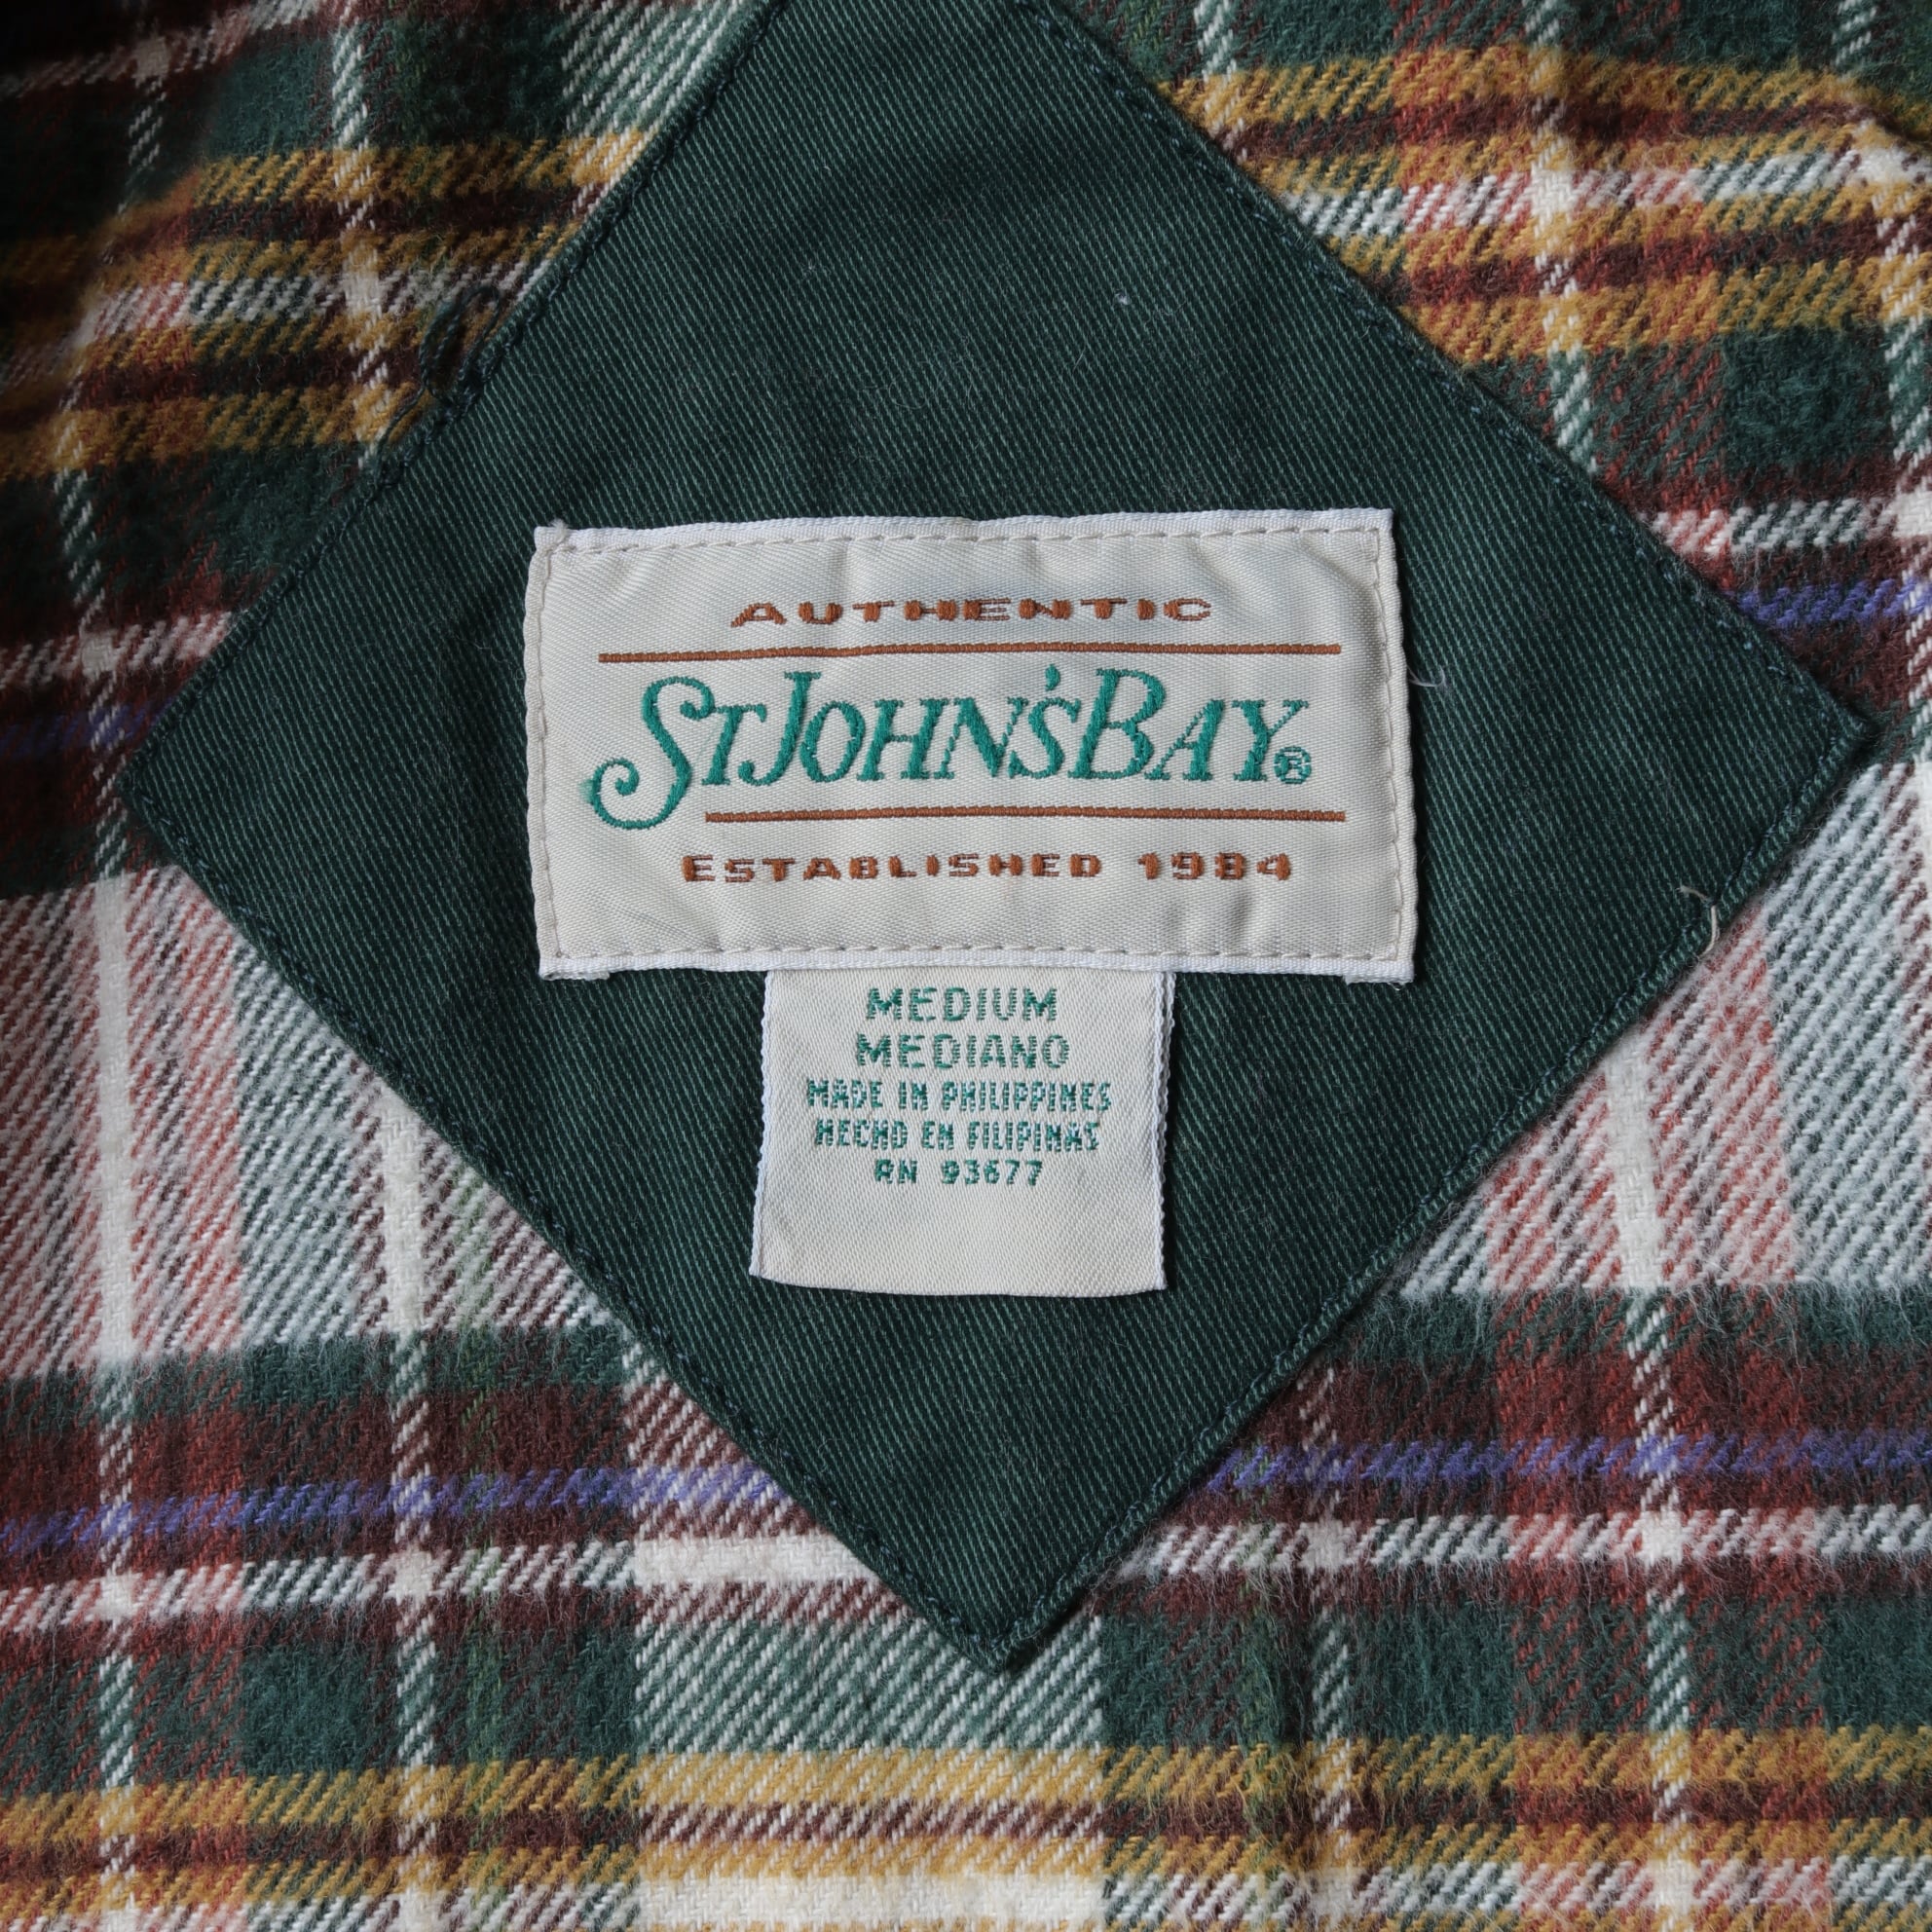 AUTHENTIC
ST JOHN'S BAY®
ESTABLISHED 1984
MEDIUM
MEDIANO
MADE IN PHILIPPINES
HECHO EN FILIPINAS
RN 93677